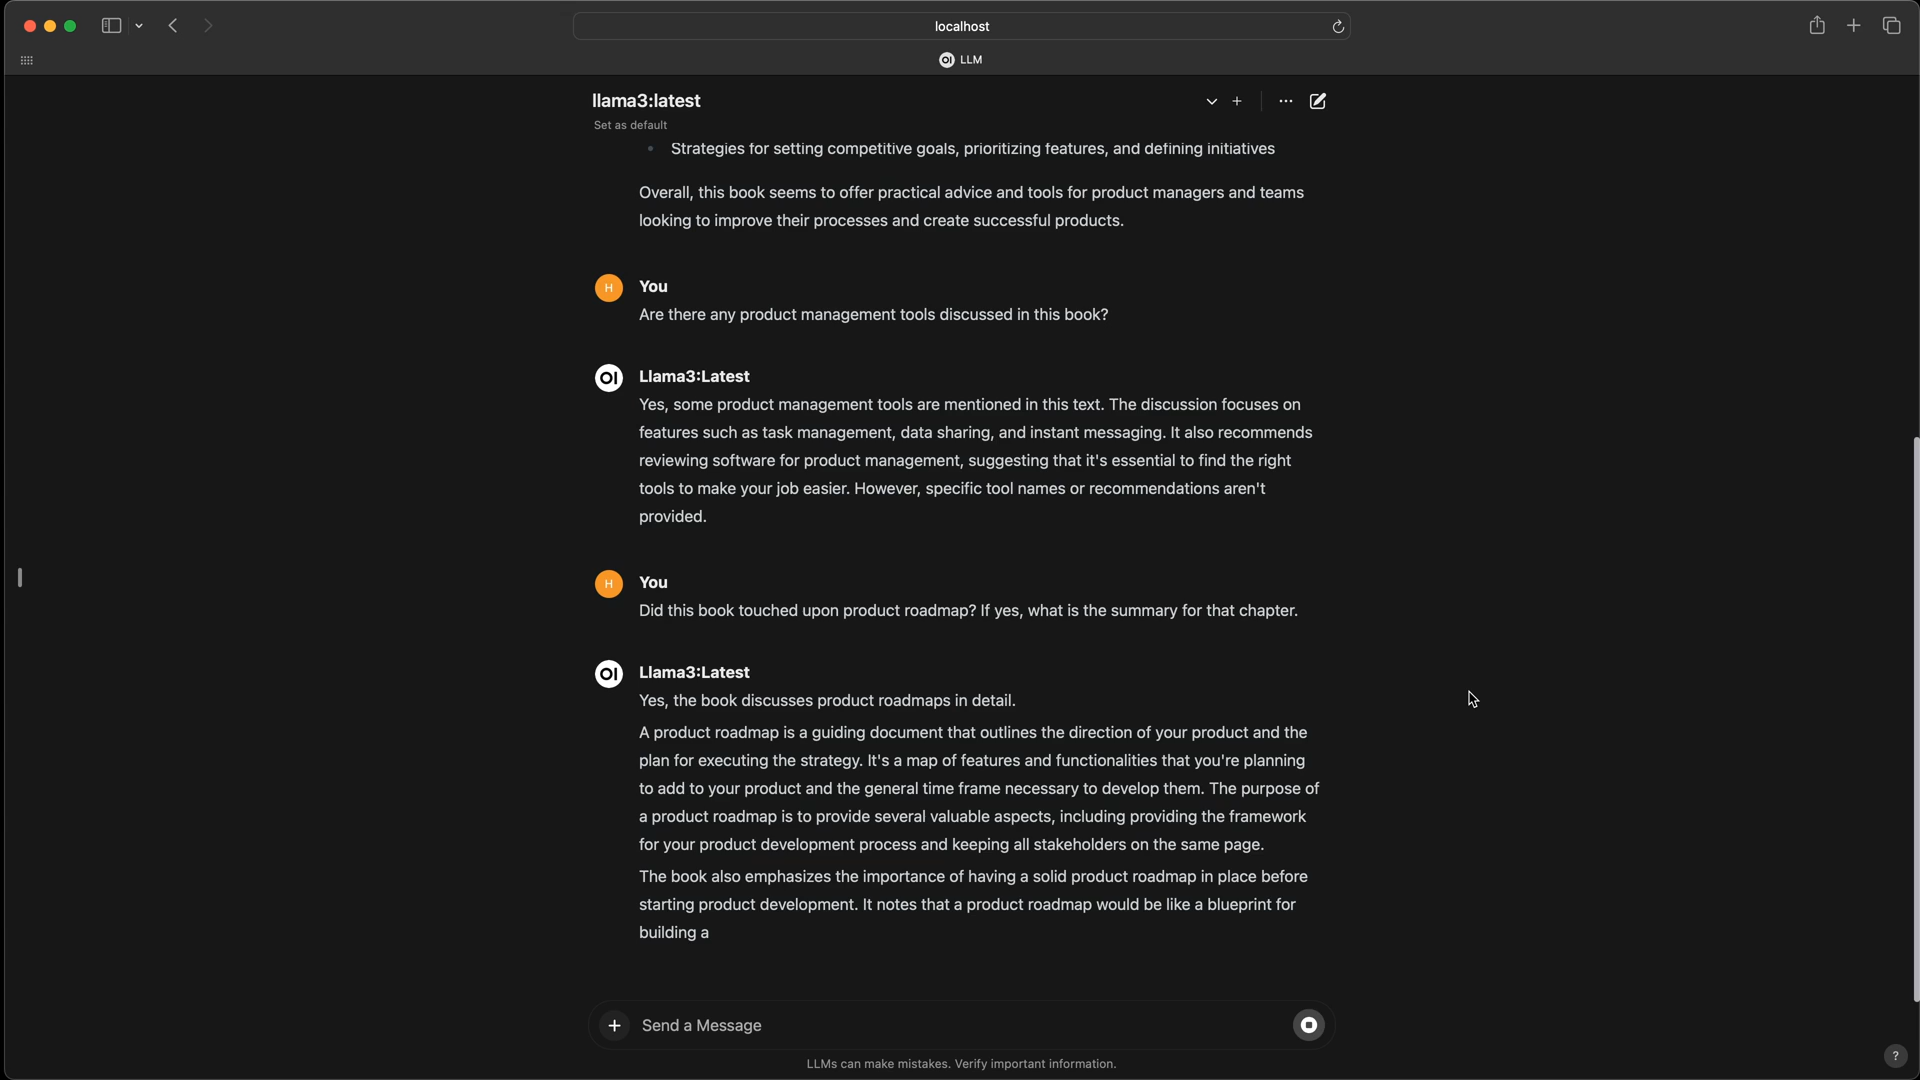 localhost
OI LLM
llama3:latest
Set as default
Strategies for setting competitive goals, prioritizing features, and defining initiatives
Overall, this book seems to offer practical advice and tools for product managers and teams
looking to improve their processes and create successful products.
H You
Are there any product management tools discussed in this book?
OI Llama3:Latest
Yes, some product management tools are mentioned in this text. The discussion focuses on
features such as task management, data sharing, and instant messaging. It also recommends
reviewing software for product management, suggesting that it's essential to find the right
tools to make your job easier. However, specific tool names or recommendations aren't
provided.
H You
Did this book touched upon product roadmap? If yes, what is the summary for that chapter.
OI Llama3:Latest
Yes, the book discusses product roadmaps in detail.
A product roadmap is a guiding document that outlines the direction of your product and the
plan for executing the strategy. It's a map of features and functionalities that you're planning
to add to your product and the general time frame necessary to develop them. The purpose of
a product roadmap is to provide several valuable aspects, including providing the framework
for your product development process and keeping all stakeholders on the same page.
The book also emphasizes the importance of having a solid product roadmap in place before
starting product development. It notes that a product roadmap would be like a blueprint for
building a
Send a Message
LLMs can make mistakes. Verify important information.
?